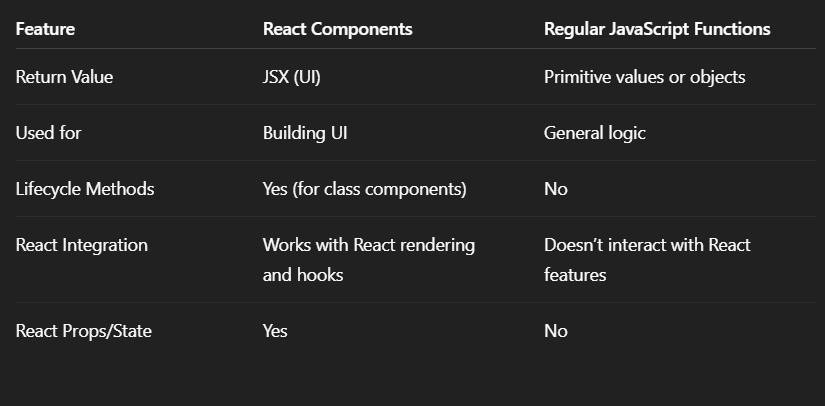 Feature React Components Regular JavaScript Functions
Return Value JSX (UI) Primitive values or objects
Used for Building UI General logic
Lifecycle Methods Yes (for class components) No
React Integration Works with React rendering Doesn’t interact with React
and hooks features
React Props/State Yes No